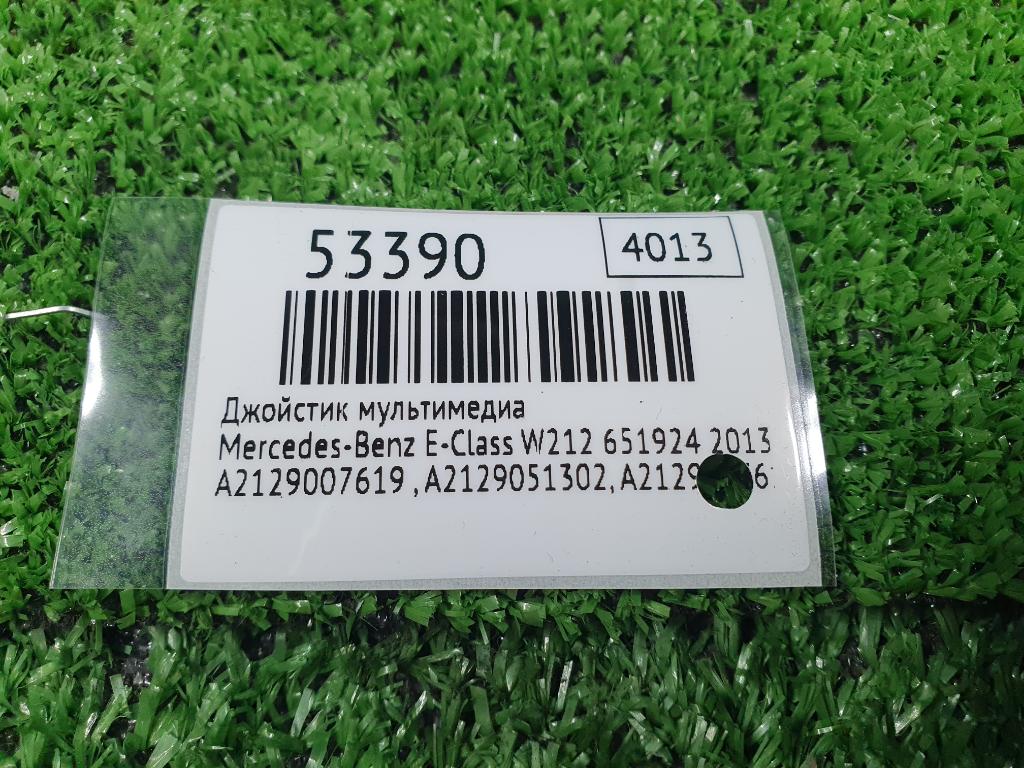 53390
4013
Джойстик мультимедиа
Mercedes-Benz E-Class W212 651924 2013
A2129007619 , A2129051302,